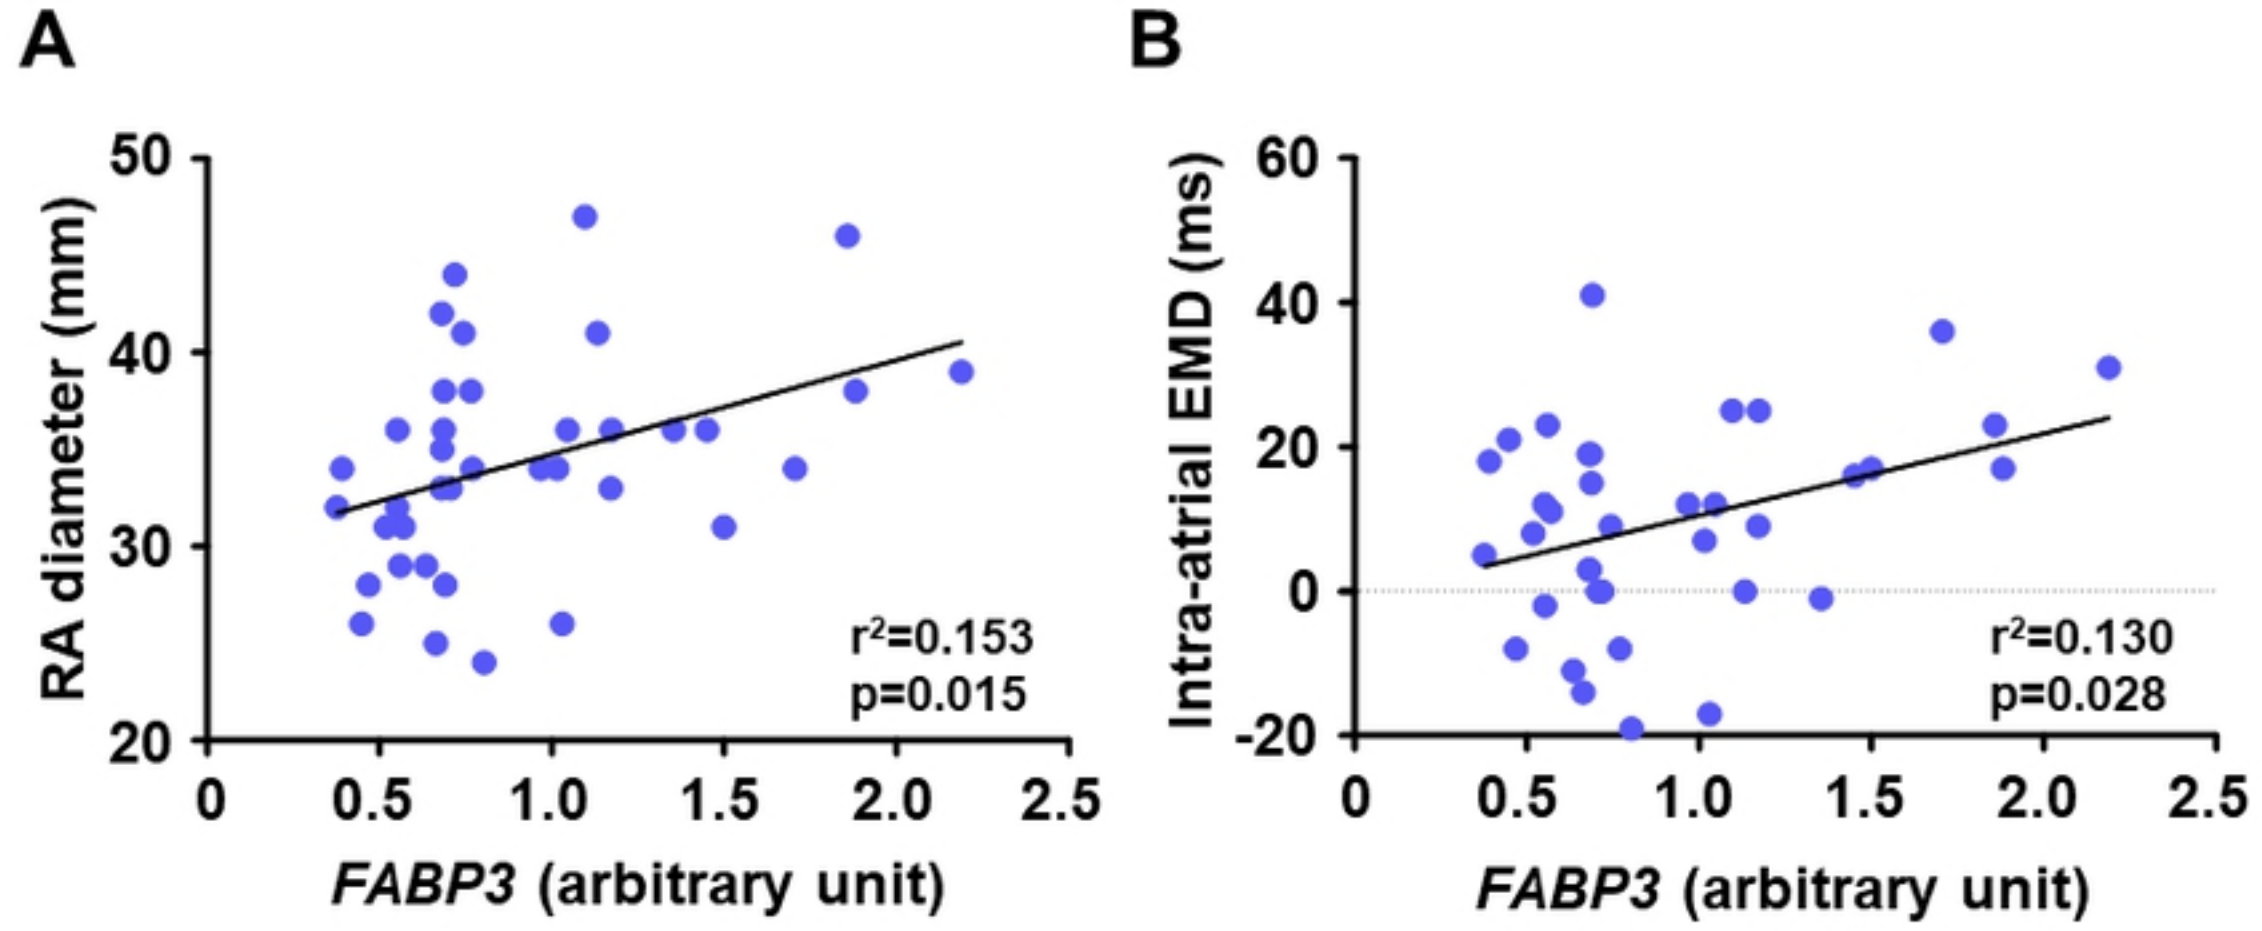 A
RA diameter (mm)
50
40
30
20
0 0.5 1.0 1.5 2.0 2.5
r²=0.153
p=0.015
FABP3 (arbitrary unit)
B
Intra-atrial EMD (ms)
60
40
20
0
-20
0 0.5 1.0 1.5 2.0 2.5
r²=0.130
p=0.028
FABP3 (arbitrary unit)